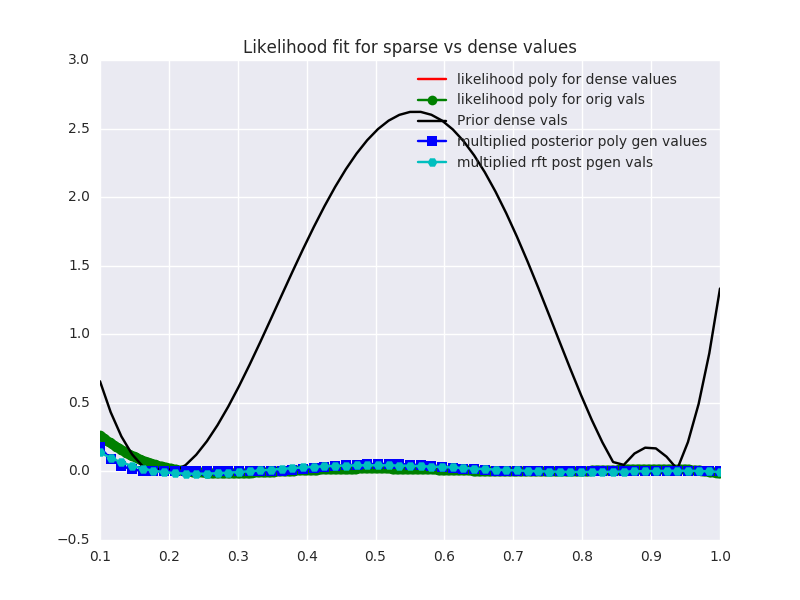 Likelihood fit for sparse vs dense values
3.0
2.5
2.0
1.5
1.0
0.5
0.0
−0.5
likelihood poly for dense values
likelihood poly for orig vals
Prior dense vals
multiplied posterior poly gen values
multiplied rft post pgen vals
0.1 0.2 0.3 0.4 0.5 0.6 0.7 0.8 0.9 1.0